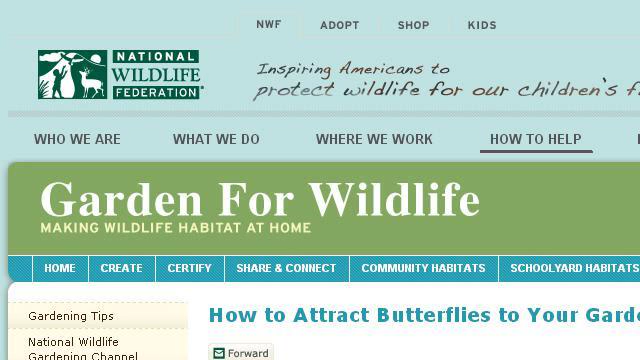 NWF ADOPT SHOP KIDS
NATIONAL
WILDLIFE
FEDERATION
Inspiring Americans to
protect wildlife for our children's
WHO WE ARE WHAT WE DO WHERE WE WORK HOW TO HELP
Garden For Wildlife
MAKING WILDLIFE HABITAT AT HOME
HOME CREATE CERTIFY SHARE & CONNECT COMMUNITY HABITATS SCHOOLYARD HABITATS
Gardening Tips
How to Attract Butterflies to Your
National Wildlife
Gardening Channel
Forward